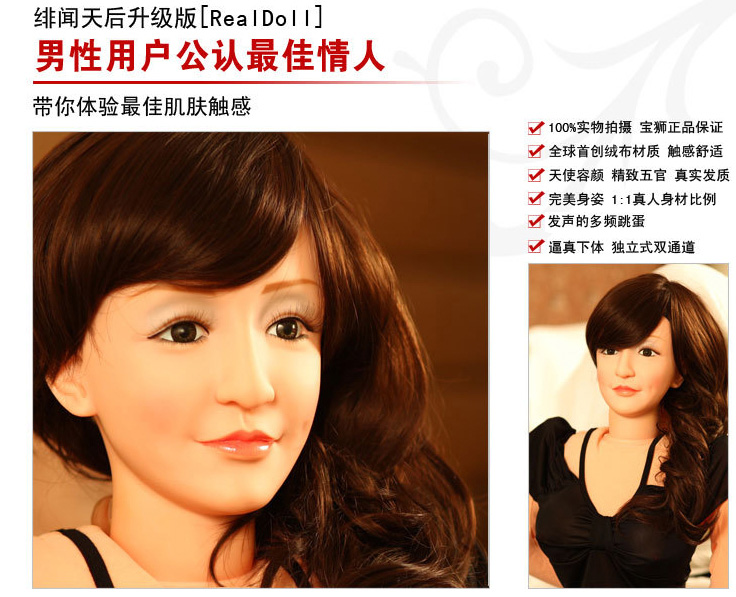 绯闻天后升级版[RealDoll]
男性用户公认最佳情人
带你体验最佳肌肤触感
100%实物拍摄 宝狮正品保证
全球首创绒布材质 触感舒适
天使容颜 精致五官 真实发质
完美身姿 1:1真人身材比例
发声的多频跳蛋
逼真下体 独立式双通道